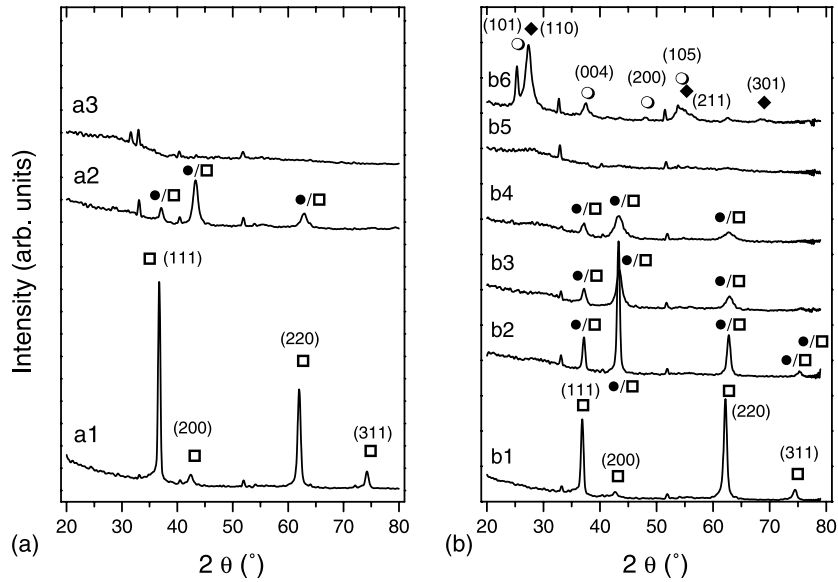 a3
a2
●/□
●/□
●/□
□ (111)
(220)
□
a1
(200)
□
(311)
□
Intensity (arb. units)
20 30 40 50 60 70 80
2 θ (°)
(a)
(101)
(110)
(004)
(200)
(105)
(211)
(301)
b6
b5
b4
●/□
●/□
●/□
b3
●/□
●/□
●/□
b2
●/□
●/□
●/□
●/□
●/□
(111)
□
(200)
□
□
(220)
(311)
□
b1
20 30 40 50 60 70 80
2 θ (°)
(b)